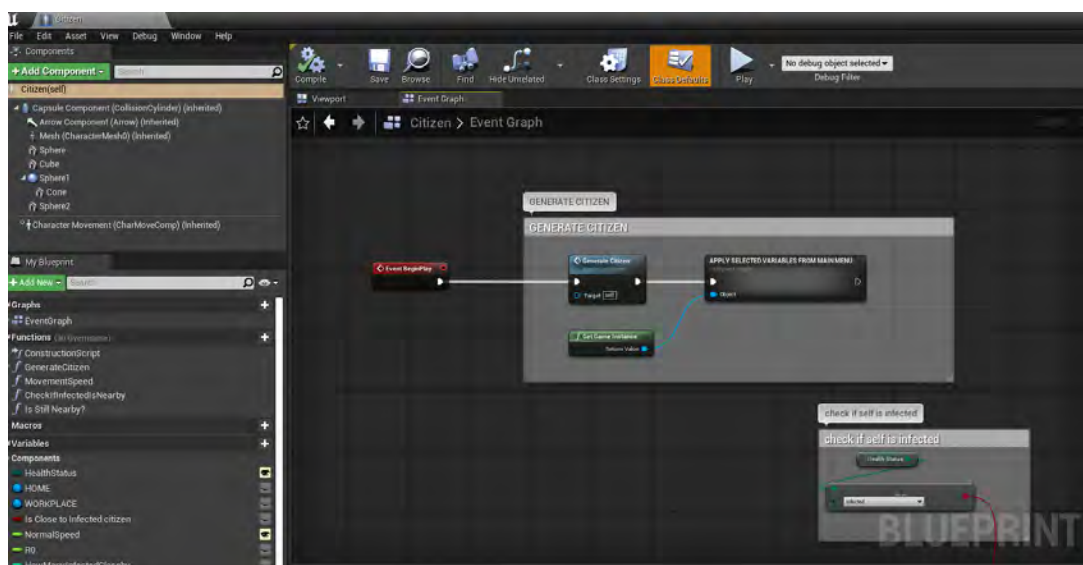 Citizen
File Edit Asset View Debug Window Help
Components
+Add Component
Search
Citizen(self)
Capsule Component (CollisionCylinder) (Inherited)
Arrow Component (Arrow) (Inherited)
Mesh (CharacterMesh0) (Inherited)
Sphere
Cube
Sphere1
Cone
Sphere2
Character Movement (CharMoveComp) (Inherited)
My Blueprint
+Add New
Search
Graphs
EventGraph
Functions
ConstructionScript
GenerateCitizen
MovementSpeed
CheckIfInfectedIsNearby
Is Still Nearby?
Macros
Variables
Components
HealthStatus
HOME
WORKPLACE
Is Close to Infected citizen
NormalSpeed
R0
Compile
Save
Browse
Find
Hide Unrelated
Class Settings
Class Defaults
Play
No debug object selected
Debug Filter
Viewport
Event Graph
Citizen > Event Graph
GENERATE CITIZEN
GENERATE CITIZEN
Event BeginPlay
Generate Citizen
Target self
APPLY SELECTED VARIABLES FROM MAIN MENU
Object
Get Game Instance
Return Value
check if self is infected
check if self is infected
Health Status
infected
BLUEPRINT